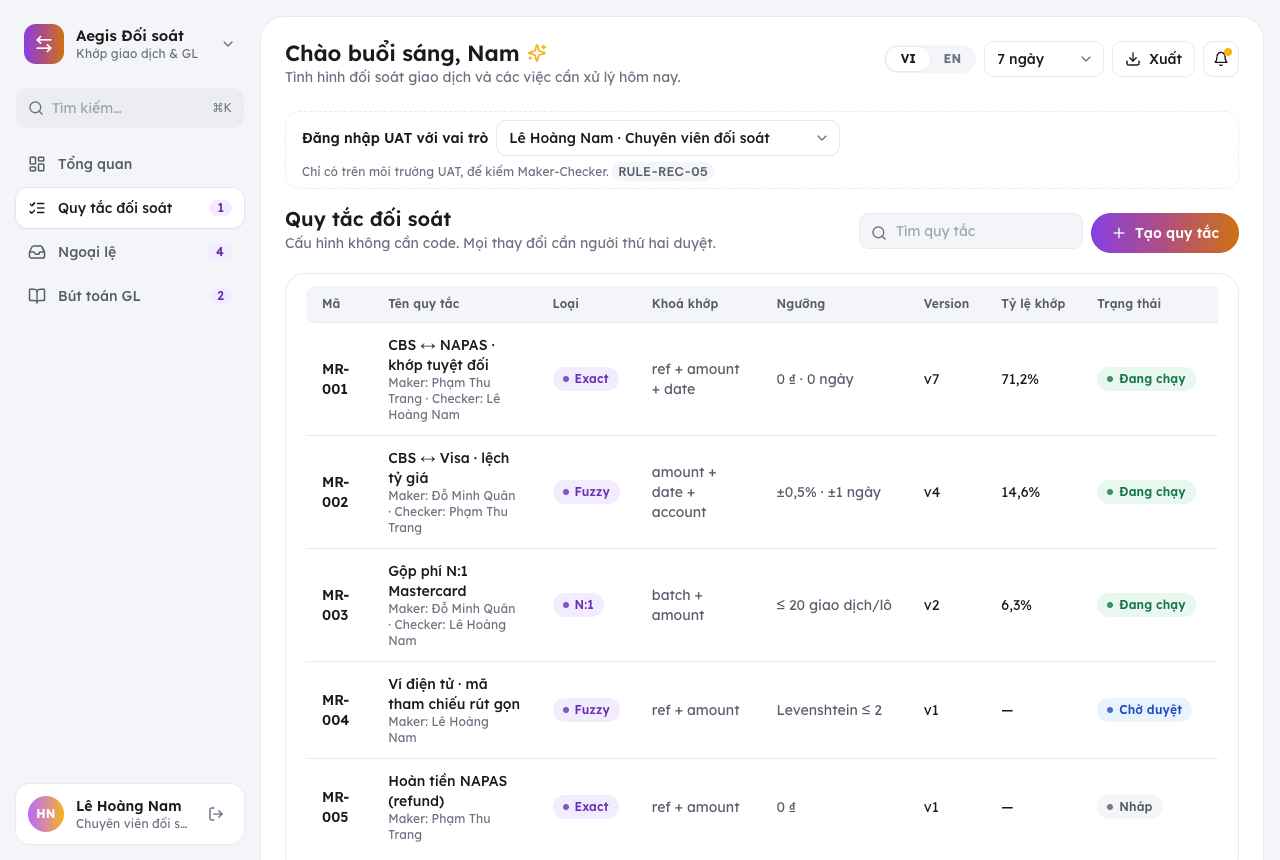 Aegis Đối soát
Khớp giao dịch & GL
Tìm kiếm...
⌘K
Tổng quan
Quy tắc đối soát 1
Ngoại lệ 4
Bút toán GL 2
HN
Lê Hoàng Nam
Chuyên viên đối s...
Chào buổi sáng, Nam
Tình hình đối soát giao dịch và các việc cần xử lý hôm nay.
VI EN
7 ngày
Xuất
Đăng nhập UAT với vai trò
Lê Hoàng Nam · Chuyên viên đối soát
Chỉ có trên môi trường UAT, để kiểm Maker-Checker. RULE-REC-05
Quy tắc đối soát
Cấu hình không cần code. Mọi thay đổi cần người thứ hai duyệt.
Tìm quy tắc
+ Tạo quy tắc
Mã Tên quy tắc Loại Khoá khớp Ngưỡng Version Tỷ lệ khớp Trạng thái
MR-
001
CBS ↔ NAPAS ·
khớp tuyệt đối
Maker: Phạm Thu
Trang · Checker: Lê
Hoàng Nam
Exact
ref + amount
+ date
0 ₫ · 0 ngày
v7
71,2%
Đang chạy
MR-
002
CBS ↔ Visa · lệch
tỷ giá
Maker: Đỗ Minh Quân
· Checker: Phạm Thu
Trang
Fuzzy
amount +
date +
account
±0,5% · ±1 ngày
v4
14,6%
Đang chạy
MR-
003
Gộp phí N:1
Mastercard
Maker: Đỗ Minh Quân
· Checker: Lê Hoàng
Nam
N:1
batch +
amount
≤ 20 giao dịch/lô
v2
6,3%
Đang chạy
MR-
004
Ví điện tử · mã
tham chiếu rút gọn
Maker: Lê Hoàng
Nam
Fuzzy
ref + amount
Levenshtein ≤ 2
v1
—
Chờ duyệt
MR-
005
Hoàn tiền NAPAS
(refund)
Maker: Phạm Thu
Trang
Exact
ref + amount
0 ₫
v1
—
Nháp